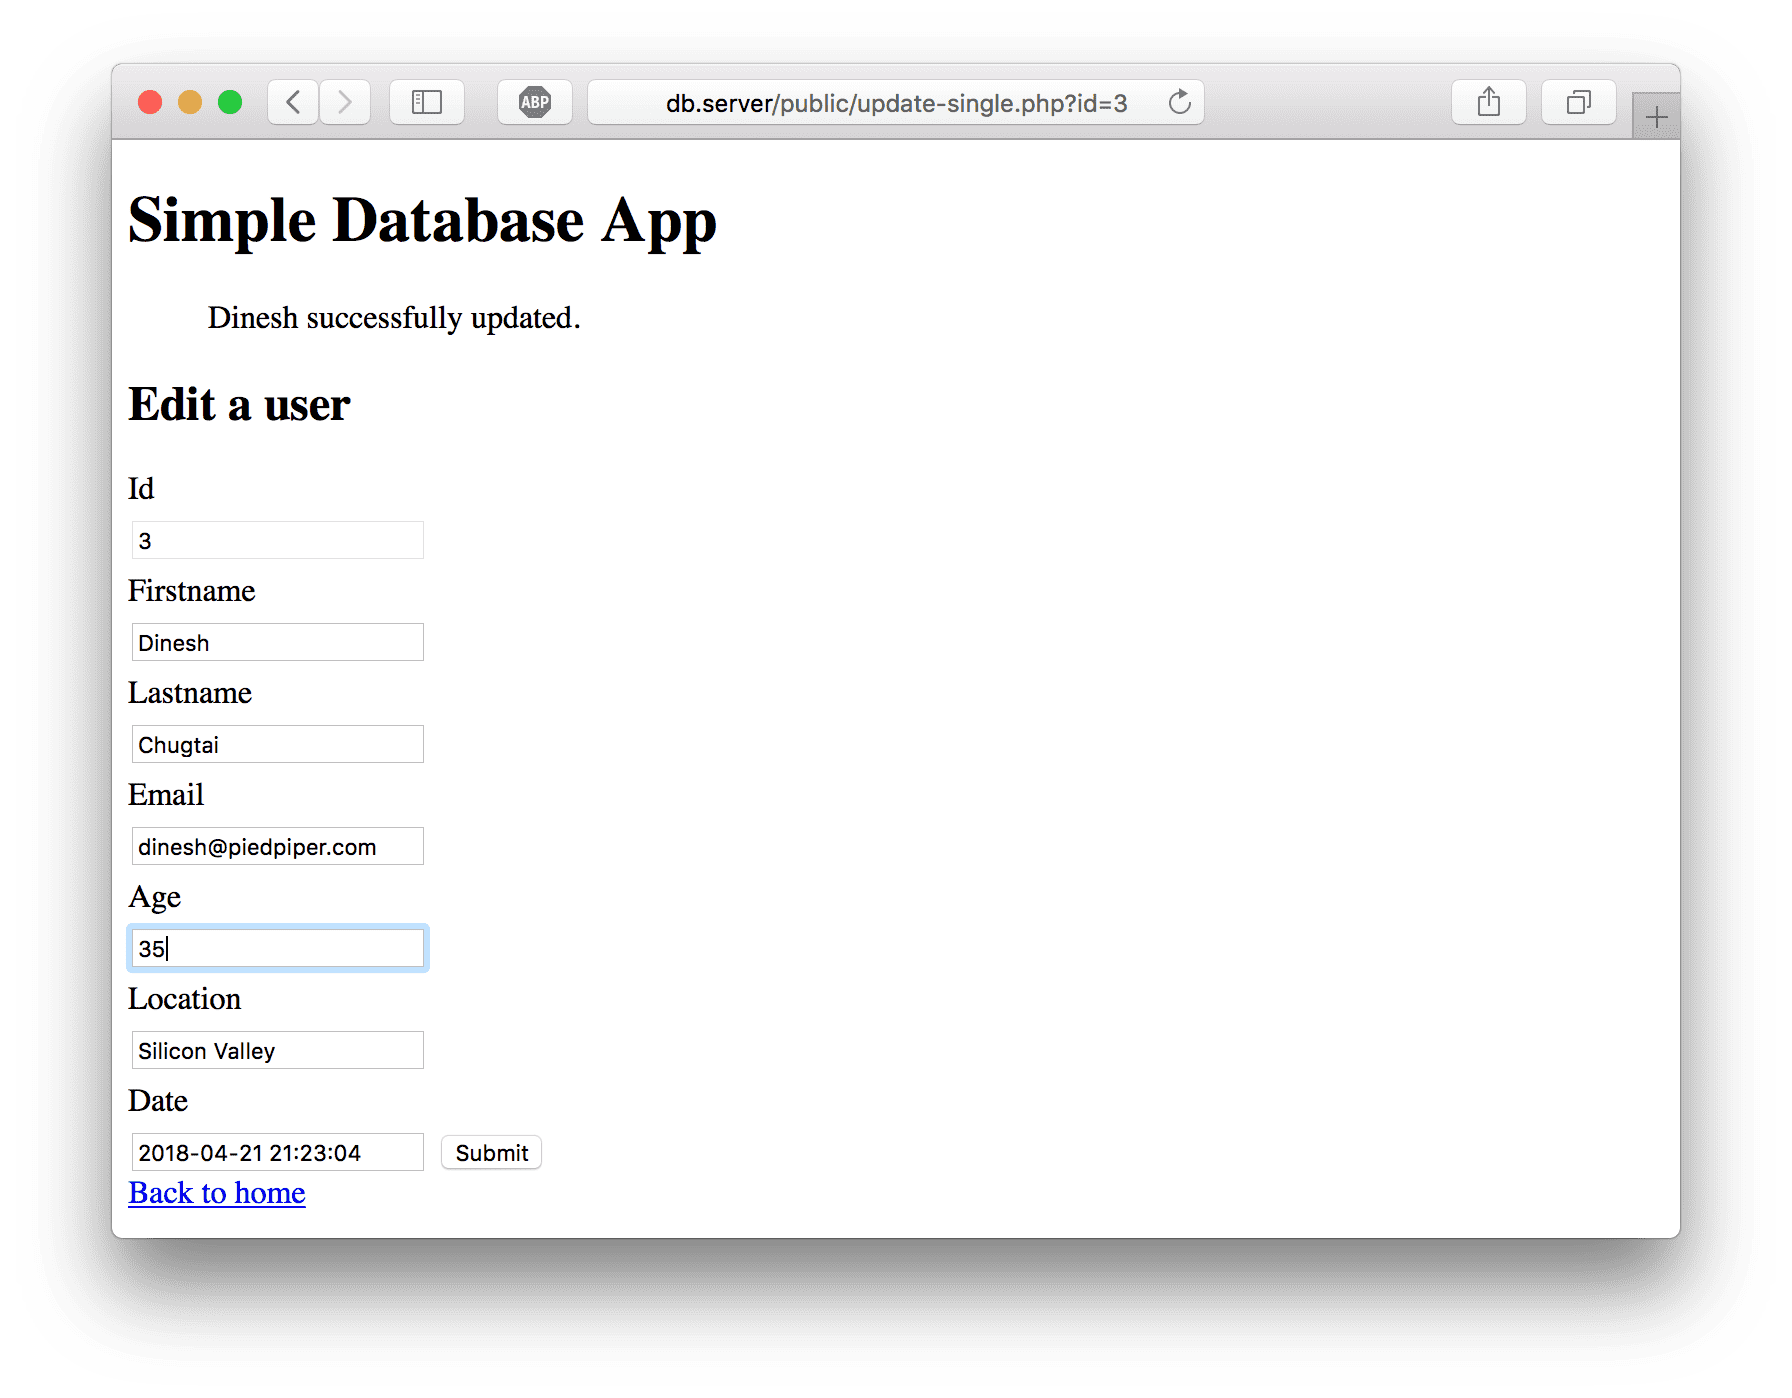 ABP
db.server/public/update-single.php?id=3
Simple Database App
Dinesh successfully updated.
Edit a user
Id
3
Firstname
Dinesh
Lastname
Chugtai
Email
dinesh@piedpiper.com
Age
35
Location
Silicon Valley
Date
2018-04-21 21:23:04 Submit
Back to home